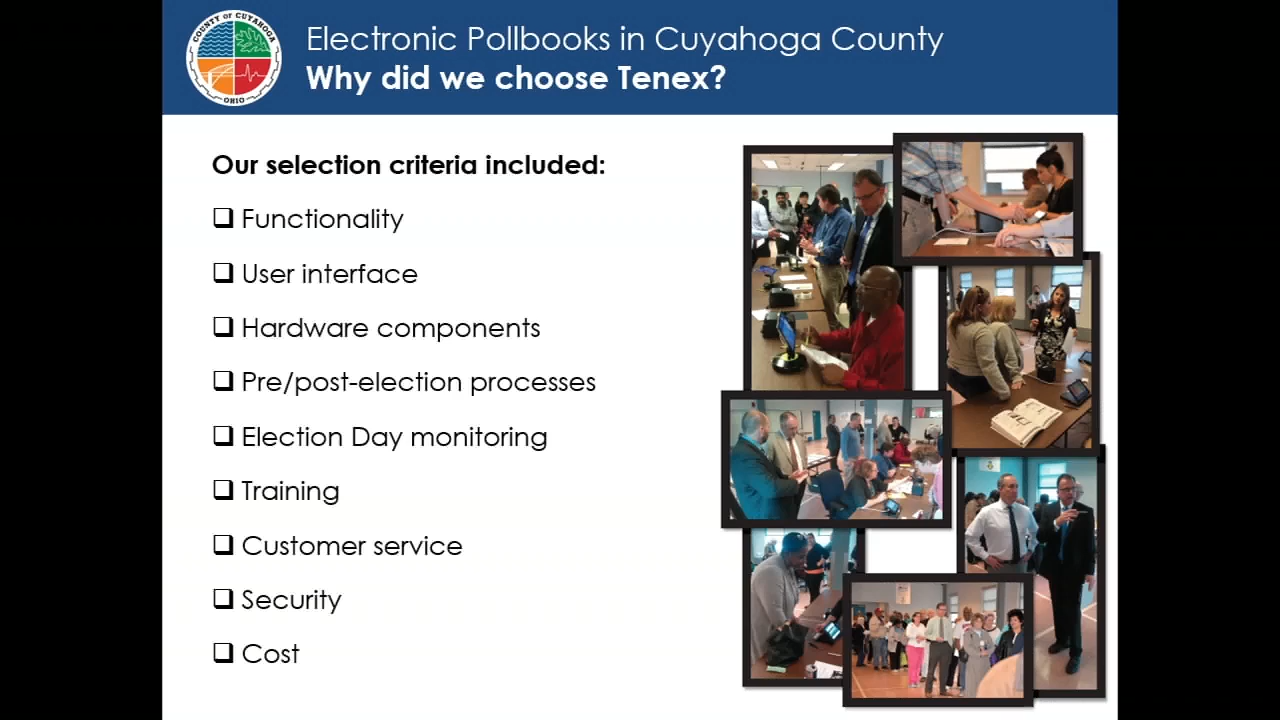 COUNTY OF CUYAHOGA
OHIO
Electronic Pollbooks in Cuyahoga County
Why did we choose Tenex?
Our selection criteria included:
Functionality
User interface
Hardware components
Pre/post-election processes
Election Day monitoring
Training
Customer service
Security
Cost